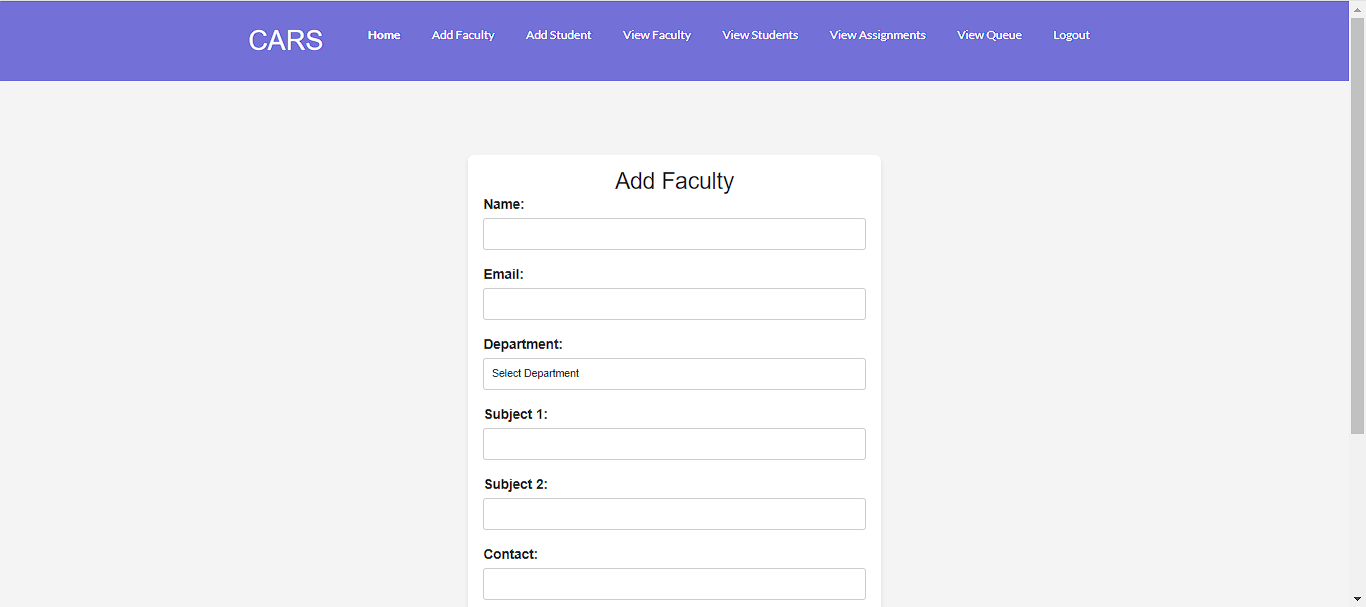 CARS Home Add Faculty Add Student View Faculty View Students View Assignments View Queue Logout
Add Faculty
Name:
Email:
Department:
Select Department
Subject 1:
Subject 2:
Contact: